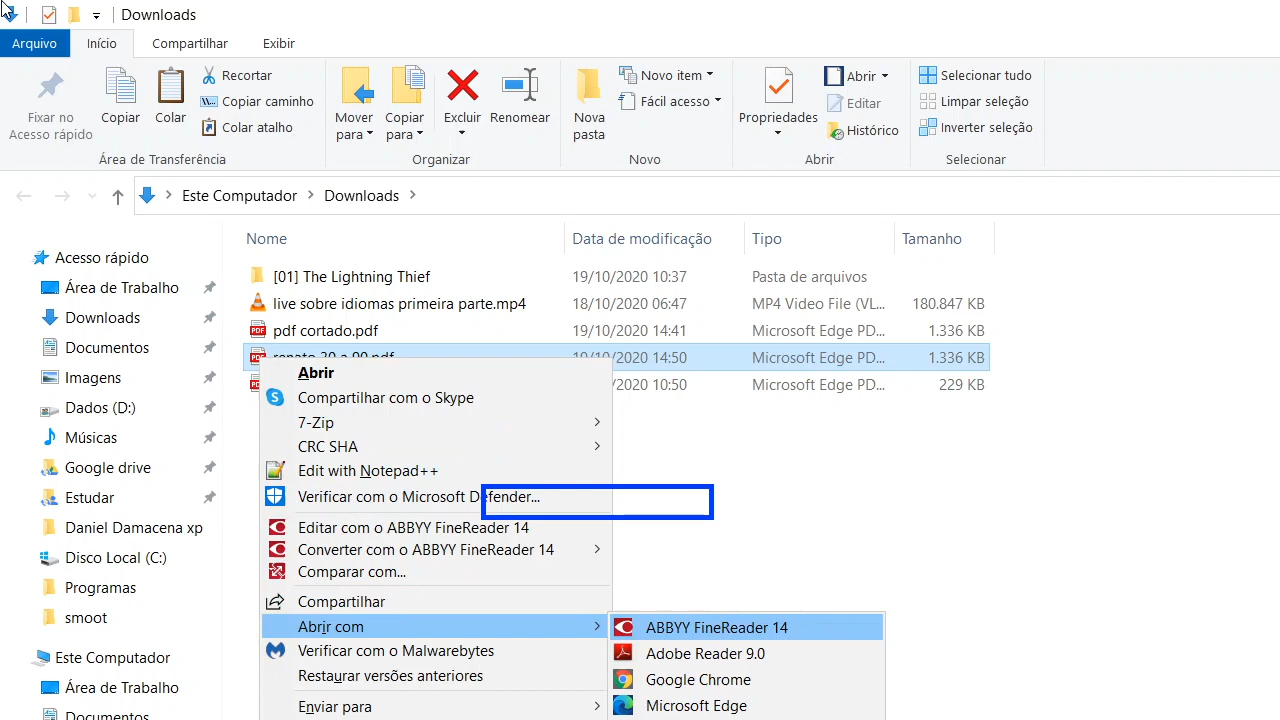 Downloads
Arquivo Início Compartilhar Exibir
Fixar no Acesso rápido
Copiar
Colar
Recortar
Copiar caminho
Colar atalho
Área de Transferência
Mover para
Copiar para
Excluir
Renomear
Organizar
Nova pasta
Novo item
Fácil acesso
Novo
Propriedades
Abrir
Editar
Histórico
Abrir
Selecionar tudo
Limpar seleção
Inverter seleção
Selecionar
Este Computador > Downloads >
Nome Data de modificação Tipo Tamanho
[01] The Lightning Thief 19/10/2020 10:37 Pasta de arquivos
live sobre idiomas primeira parte.mp4 18/10/2020 06:47 MP4 Video File (VL... 180.847 KB
pdf cortado.pdf 19/10/2020 14:41 Microsoft Edge PD... 1.336 KB
renato 30 a 90.pdf 19/10/2020 14:50 Microsoft Edge PD... 1.336 KB
/10/2020 10:50 Microsoft Edge PD... 229 KB
Acesso rápido
Área de Trabalho
Downloads
Documentos
Imagens
Dados (D:)
Músicas
Google drive
Estudar
Daniel Damacena xp
Disco Local (C:)
Programas
smoot
Este Computador
Área de Trabalho
Documentos
Abrir
Compartilhar com o Skype
7-Zip
CRC SHA
Edit with Notepad++
Verificar com o Microsoft Defender...
Editar com o ABBYY FineReader 14
Converter com o ABBYY FineReader 14
Comparar com...
Compartilhar
Abrir com
Verificar com o Malwarebytes
Restaurar versões anteriores
Enviar para
ABBYY FineReader 14
Adobe Reader 9.0
Google Chrome
Microsoft Edge